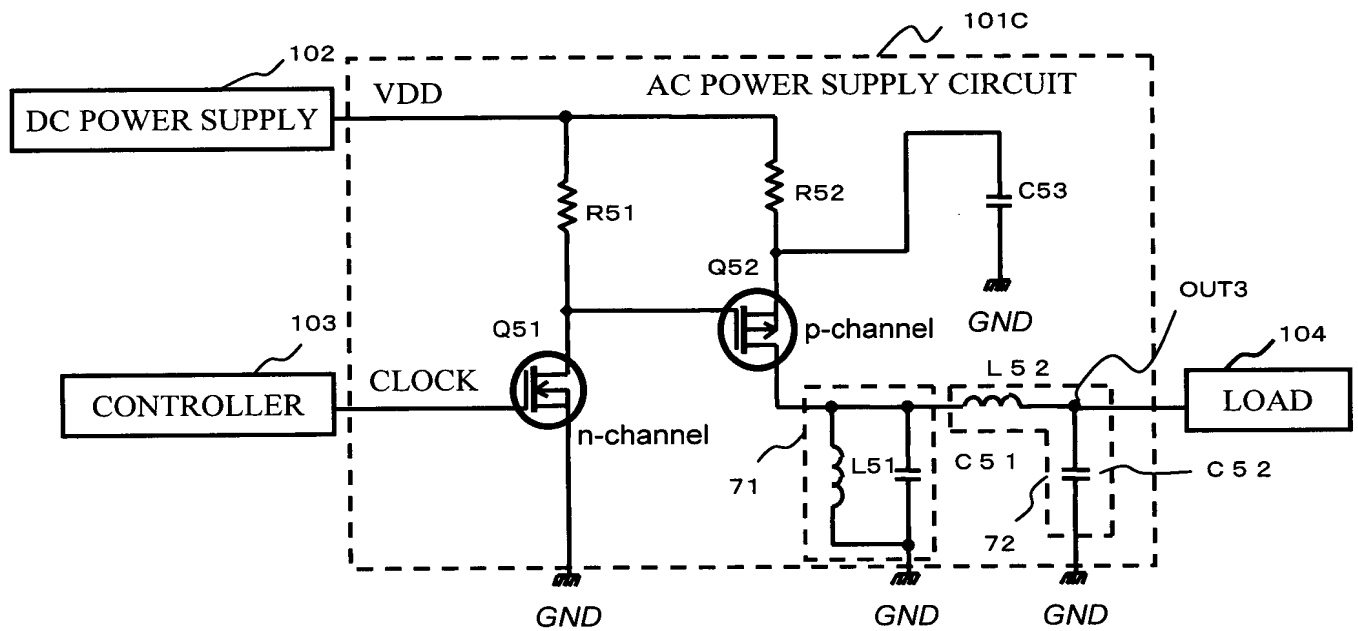 101C
102
VDD
AC POWER SUPPLY CIRCUIT
DC POWER SUPPLY
R51
R52
C53
Q52
OUT3
GND
103
Q51
p-channel
104
CLOCK
L52
CONTROLLER
LOAD
n-channel
71
L51
C51
C52
72
GND
GND
GND